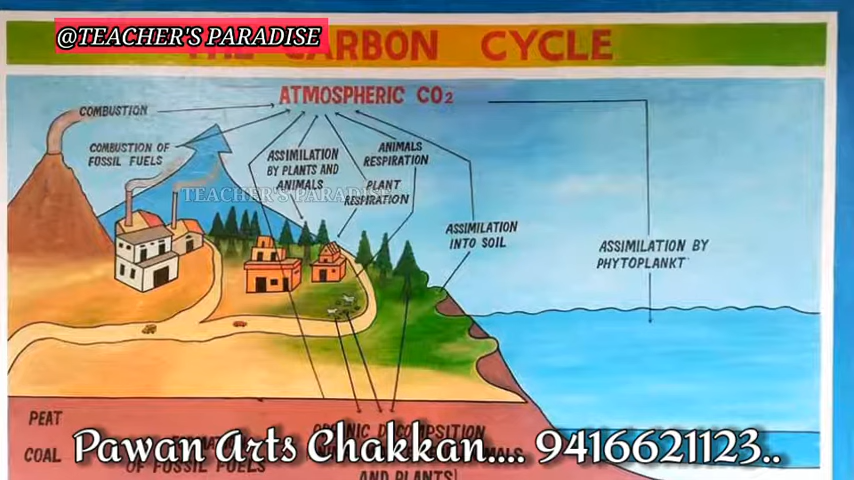 @TEACHER'S PARADISE
CARBON CYCLE
ATMOSPHERIC CO2
COMBUSTION
COMBUSTION OF
FOSSIL FUELS
ASSIMILATION
BY PLANTS AND
ANIMALS
ANIMALS
RESPIRATION
TEACHER'S PARADISE
PLANT
RESPIRATION
ASSIMILATION
INTO SOIL
ASSIMILATION BY
PHYTOPLANKT
PEAT
COAL
OF FOSSIL FUELS
AND PLANTS
Pawan Arts Chakkan.... 9416621123..